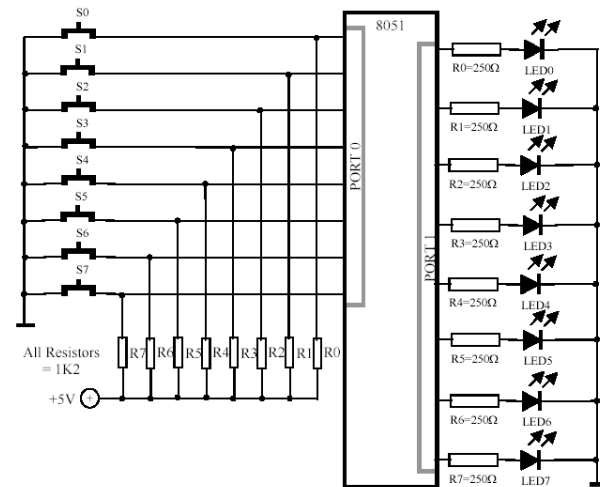 S0
S1
S2
S3
S4
S5
S6
S7
8051
PORT 0
PORT 1
R0=250Ω
LED0
R1=250Ω
LED1
R2=250Ω
LED2
R3=250Ω
LED3
R4=250Ω
LED4
R5=250Ω
LED5
R6=250Ω
LED6
R7=250Ω
LED7
All Resistors
= 1K2
R7 R6 R5 R4 R3 R2 R1 R0
+5V +